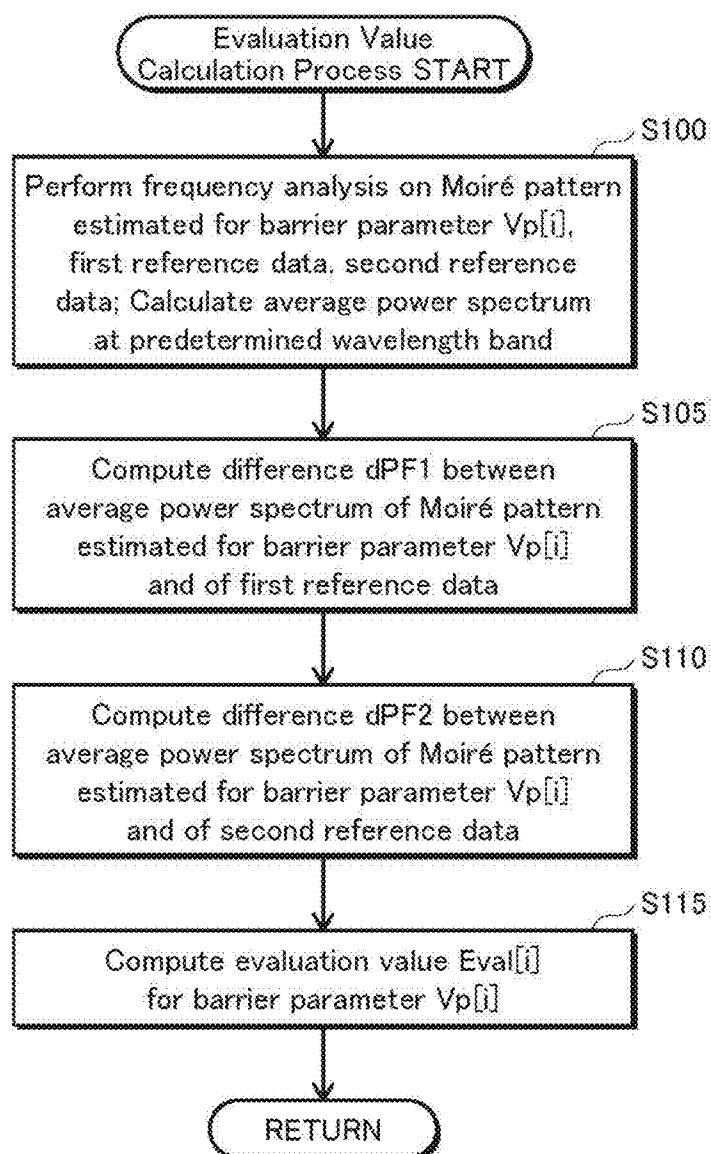 Evaluation Value
Calculation Process START
S100
Perform frequency analysis on Moiré pattern
estimated for barrier parameter Vp[i],
first reference data, second reference
data; Calculate average power spectrum
at predetermined wavelength band
S105
Compute difference dPF1 between
average power spectrum of Moiré pattern
estimated for barrier parameter Vp[i]
and of first reference data
S110
Compute difference dPF2 between
average power spectrum of Moiré pattern
estimated for barrier parameter Vp[i]
and of second reference data
S115
Compute evaluation value Eval[i]
for barrier parameter Vp[i]
RETURN